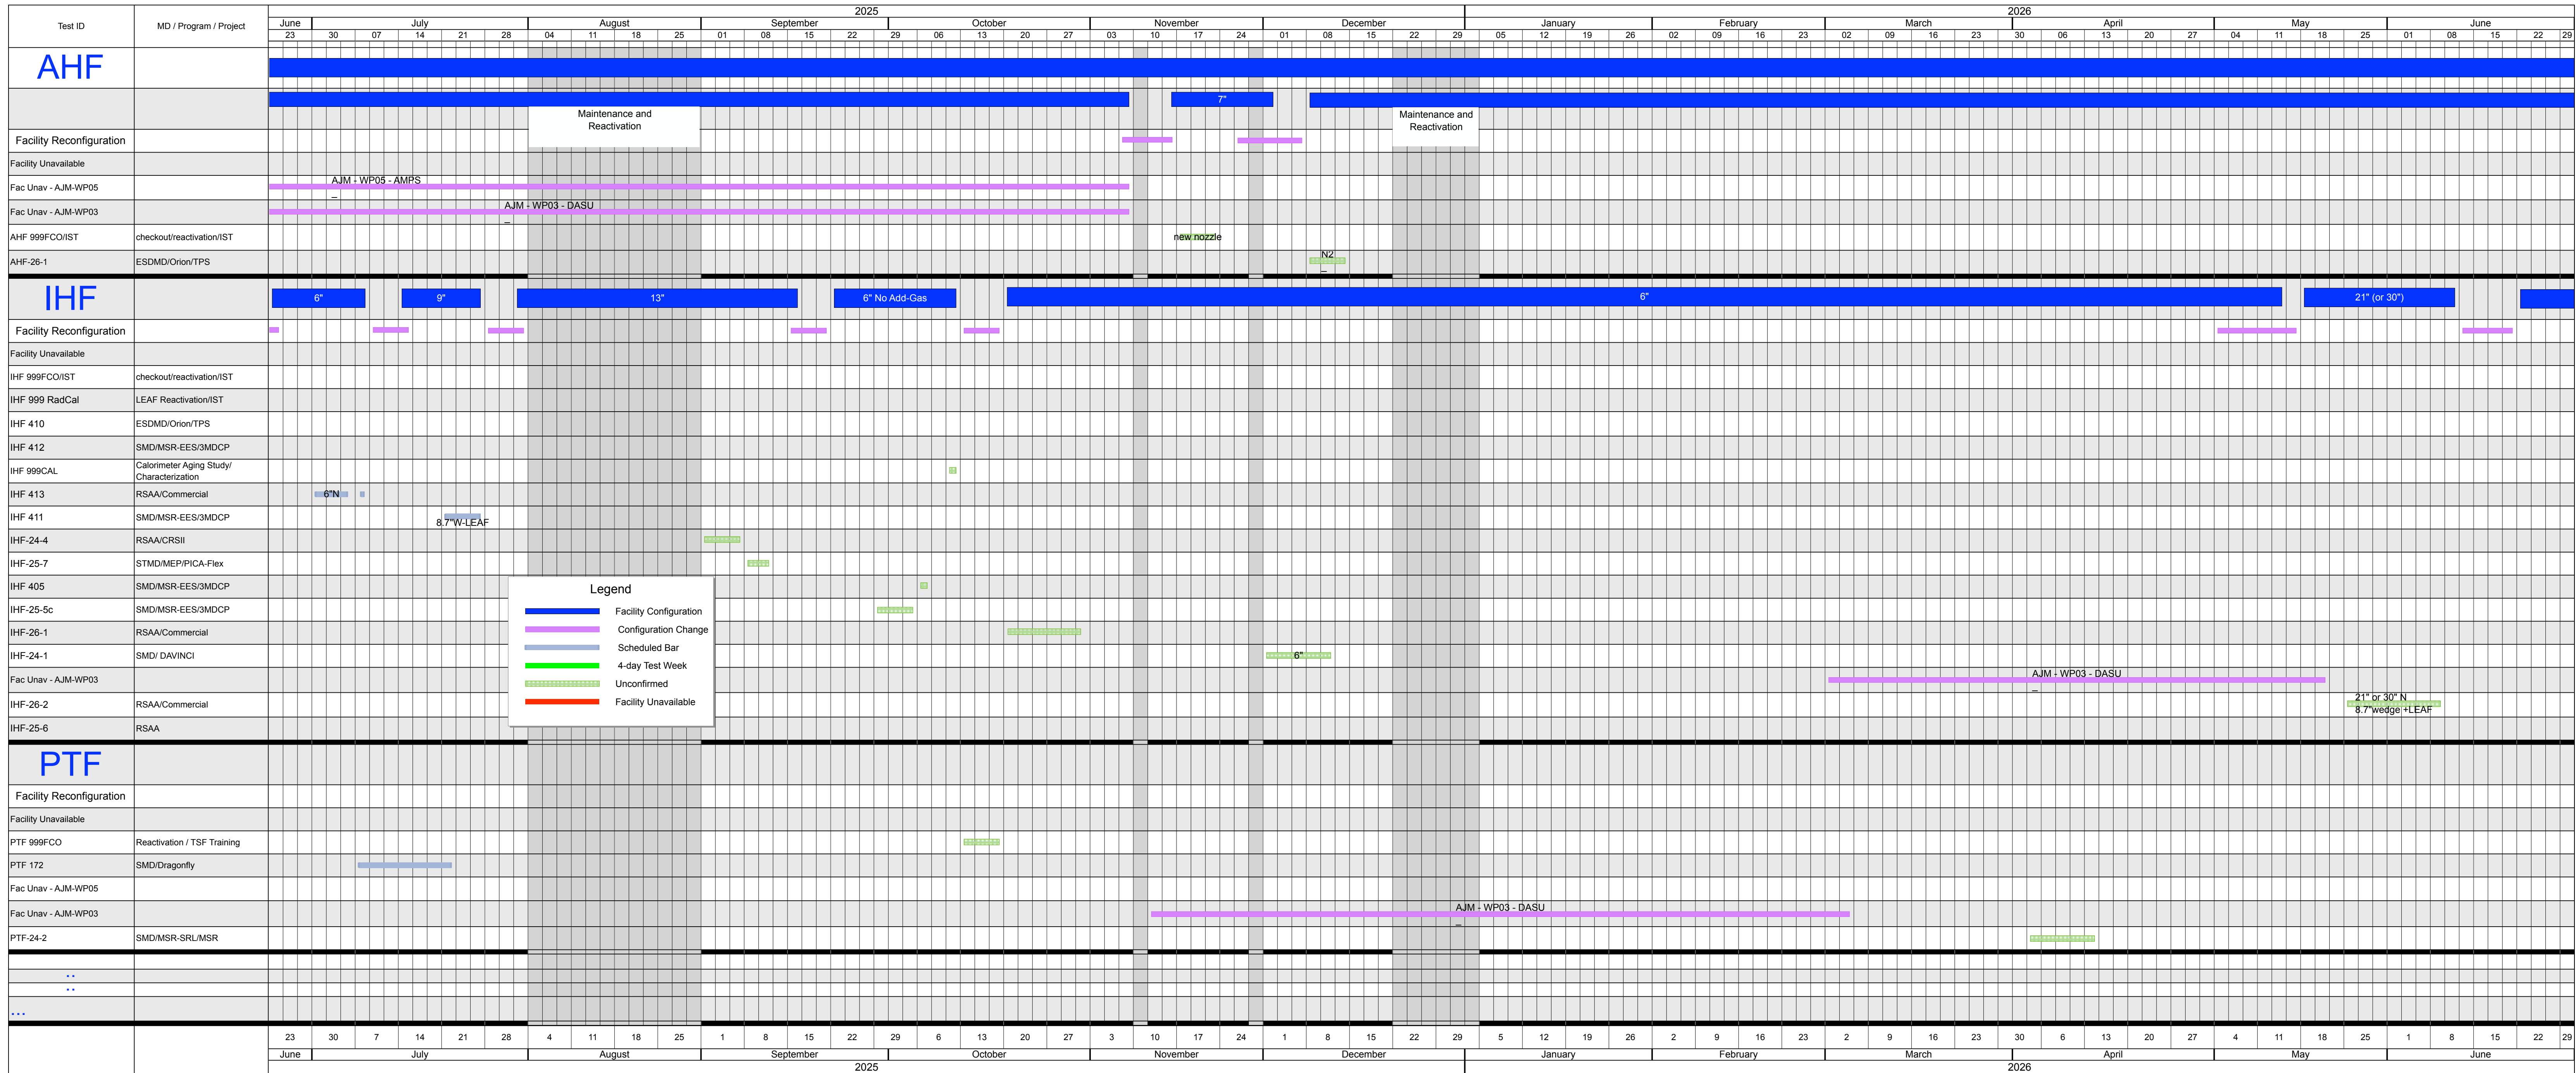 2025 2026
Test ID MD / Program / Project June July August September October November December January February March April May June
23 30 07 14 21 28 04 11 18 25 01 08 15 22 29 06 13 20 27 03 10 17 24 01 08 15 22 29 05 12 19 26 02 09 16 23 02 09 16 23 30 06 13 20 27 04 11 18 25 01 08 15 22 29
AHF
7"
Maintenance and
Reactivation
Maintenance and
Reactivation
Facility Reconfiguration
Facility Unavailable
AJM - WP05 - AMPS
Fac Unav - AJM-WP05
_
AJM - WP03 - DASU
Fac Unav - AJM-WP03
_
AHF 999FCO/IST checkout/reactivation/IST new nozzle
N2
AHF-26-1 ESDMD/Orion/TPS
_
IHF 6" 9" 13" 6" No Add-Gas 6" 21" (or 30")
Facility Reconfiguration
Facility Unavailable
IHF 999FCO/IST checkout/reactivation/IST
IHF 999 RadCal LEAF Reactivation/IST
IHF 410 ESDMD/Orion/TPS
IHF 412 SMD/MSR-EES/3MDCP
IHF 999CAL Calorimeter Aging Study/
Characterization
IHF 413 RSAA/Commercial 6"N
IHF 411 SMD/MSR-EES/3MDCP
8.7"W-LEAF
IHF-24-4 RSAA/CRSII
IHF-25-7 STMD/MEP/PICA-Flex
IHF 405 SMD/MSR-EES/3MDCP
IHF-25-5c SMD/MSR-EES/3MDCP
IHF-26-1 RSAA/Commercial
IHF-24-1 SMD/ DAVINCI 6"
AJM - WP03 - DASU
Fac Unav - AJM-WP03
_
21" or 30" N
IHF-26-2 RSAA/Commercial
8.7"wedge +LEAF
IHF-25-6 RSAA
Legend
Facility Configuration
Configuration Change
Scheduled Bar
4-day Test Week
Unconfirmed
Facility Unavailable
PTF
Facility Reconfiguration
Facility Unavailable
PTF 999FCO Reactivation / TSF Training
PTF 172 SMD/Dragonfly
Fac Unav - AJM-WP05
AJM - WP03 - DASU
Fac Unav - AJM-WP03
_
PTF-24-2 SMD/MSR-SRL/MSR
..
..
...
23 30 7 14 21 28 4 11 18 25 1 8 15 22 29 6 13 20 27 3 10 17 24 1 8 15 22 29 5 12 19 26 2 9 16 23 2 9 16 23 30 6 13 20 27 4 11 18 25 1 8 15 22 29
June July August September October November December January February March April May June
2025 2026